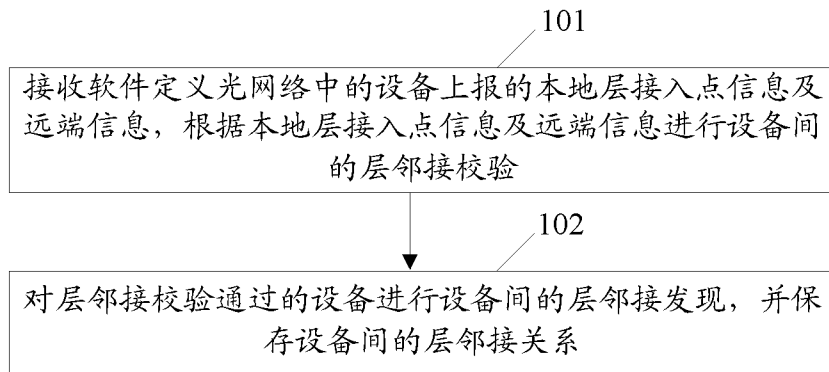 101
接收软件定义光网络中的设备上报的本地层接入点信息及
远端信息，根据本地层接入点信息及远端信息进行设备间
的层邻接校验
102
对层邻接校验通过的设备进行设备间的层邻接发现，并保
存设备间的层邻接关系